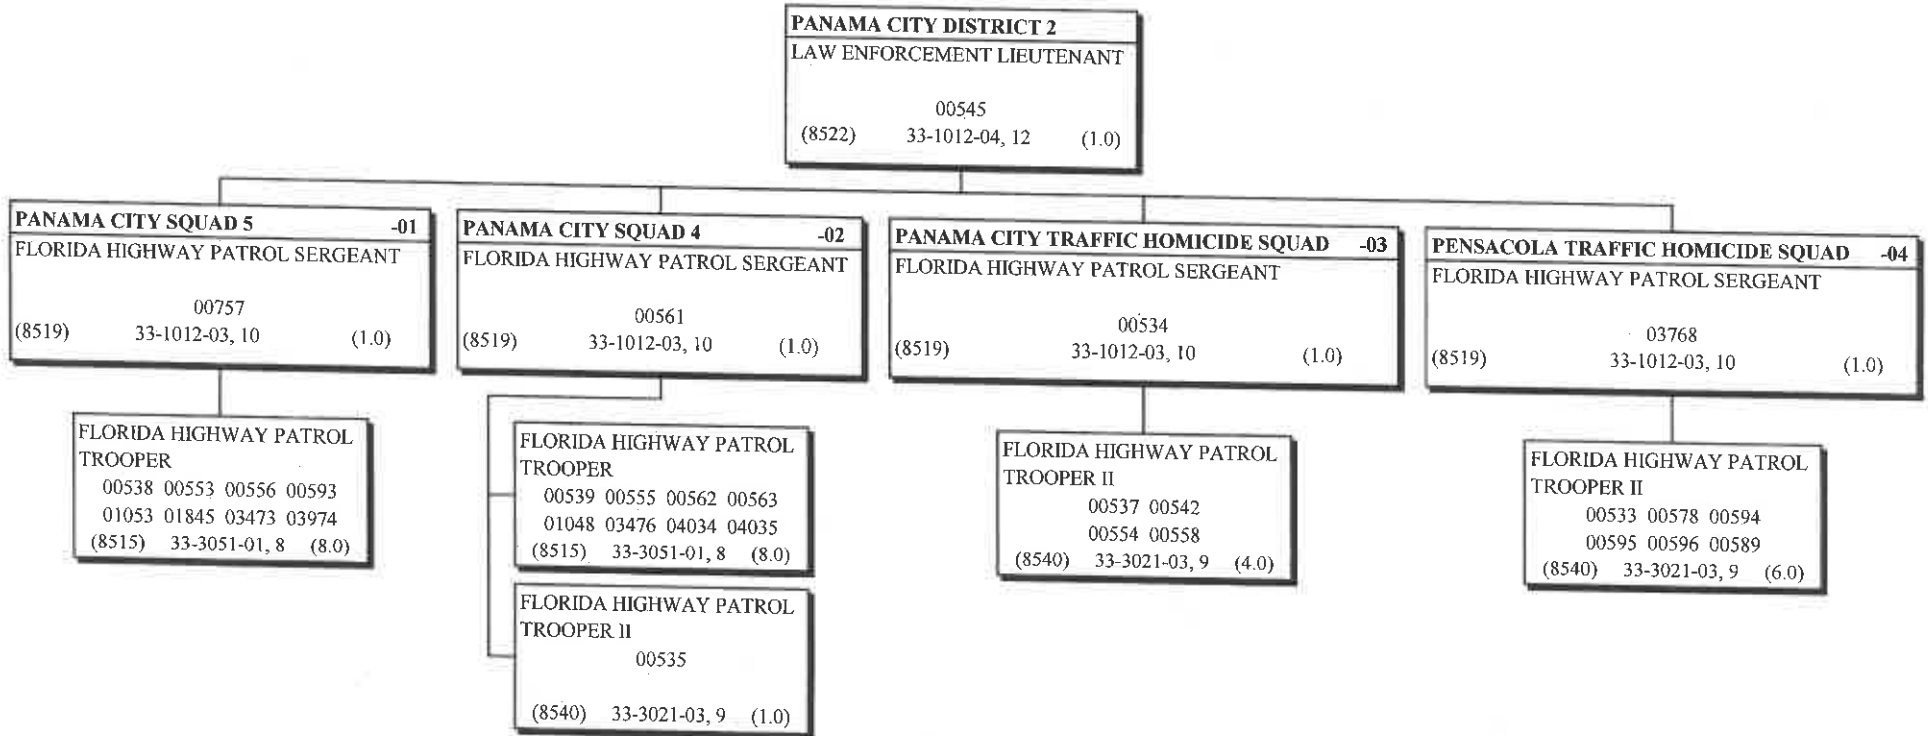 PANAMA CITY DISTRICT 2
LAW ENFORCEMENT LIEUTENANT
00545
(8522) 33-1012-04, 12 (1.0)
PANAMA CITY SQUAD 5 -01
FLORIDA HIGHWAY PATROL SERGEANT
00757
(8519) 33-1012-03, 10 (1.0)
FLORIDA HIGHWAY PATROL
TROOPER
00538 00553 00556 00593
01053 01845 03473 03974
(8515) 33-3051-01, 8 (8.0)
PANAMA CITY SQUAD 4 -02
FLORIDA HIGHWAY PATROL SERGEANT
00561
(8519) 33-1012-03, 10 (1.0)
FLORIDA HIGHWAY PATROL
TROOPER
00539 00555 00562 00563
01048 03476 04034 04035
(8515) 33-3051-01, 8 (8.0)
FLORIDA HIGHWAY PATROL
TROOPER II
00535
(8540) 33-3021-03, 9 (1.0)
PANAMA CITY TRAFFIC HOMICIDE SQUAD -03
FLORIDA HIGHWAY PATROL SERGEANT
00534
(8519) 33-1012-03, 10 (1.0)
FLORIDA HIGHWAY PATROL
TROOPER II
00537 00542
00554 00558
(8540) 33-3021-03, 9 (4.0)
PENSACOLA TRAFFIC HOMICIDE SQUAD -04
FLORIDA HIGHWAY PATROL SERGEANT
03768
(8519) 33-1012-03, 10 (1.0)
FLORIDA HIGHWAY PATROL
TROOPER II
00533 00578 00594
00595 00596 00589
(8540) 33-3021-03, 9 (6.0)